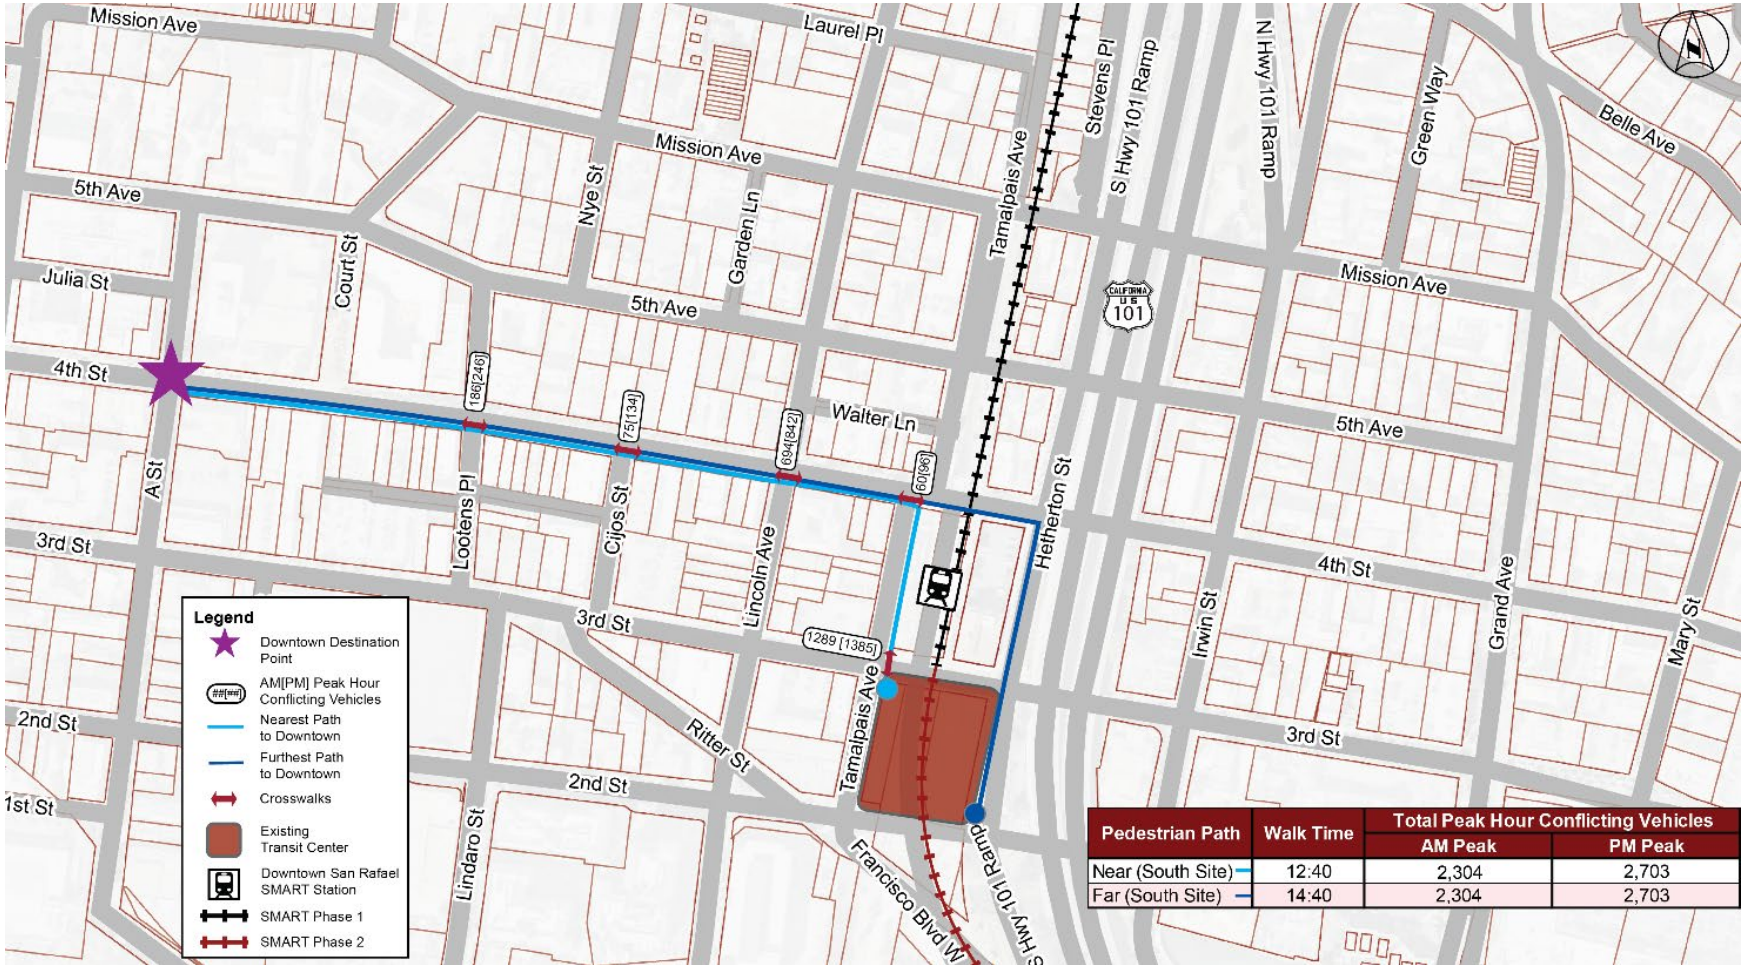 Mission Ave
Laurel Pl
Stevens Pl
S Hwy 101 Ramp
N Hwy 101 Ramp
Green Way
Belle Ave
N
Mission Ave
Tamalpais Ave
5th Ave
Nye St
Garden Ln
Court St
Julia St
5th Ave
Mission Ave
CALIFORNIA
US
101
4th St
186[246]
75[134]
694[842]
60[96]
Walter Ln
5th Ave
A St
Lootens Pl
Cijos St
Lincoln Ave
Hetherton St
3rd St
4th St
Irwin St
Grand Ave
Mary St
3rd St
1289 [1385]
Tamalpais Ave
2nd St
Ritter St
3rd St
2nd St
1st St
Lindaro St
Francisco Blvd W
S Hwy 101 Ramp
Legend
Downtown Destination
Point
##[##]
AM[PM] Peak Hour
Conflicting Vehicles
Nearest Path
to Downtown
Furthest Path
to Downtown
Crosswalks
Existing
Transit Center
Downtown San Rafael
SMART Station
SMART Phase 1
SMART Phase 2
Pedestrian Path Walk Time Total Peak Hour Conflicting Vehicles
AM Peak PM Peak
Near (South Site) 12:40 2,304 2,703
Far (South Site) 14:40 2,304 2,703